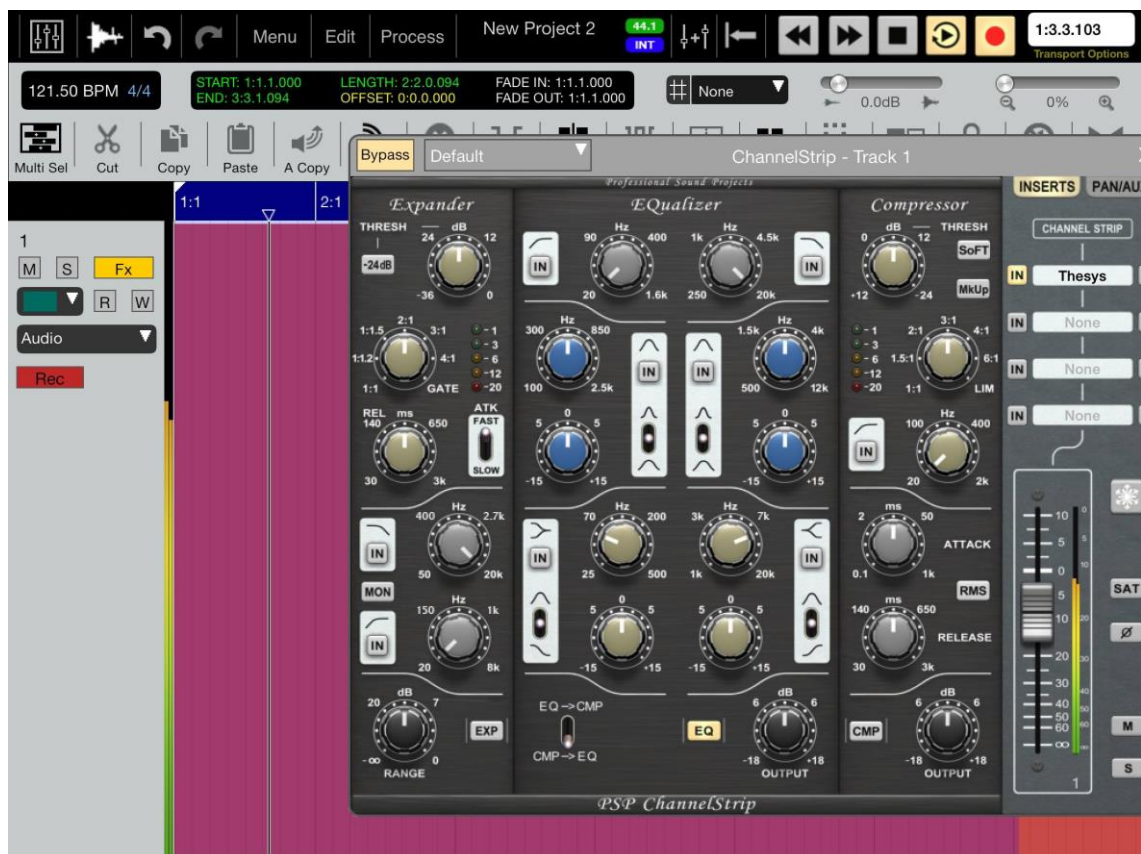 Menu Edit Process New Project 2 44.1 INT 1:3.3.103
Transport Options
121.50 BPM 4/4 START: 1:1.1.000 LENGTH: 2:2.0.094 FADE IN: 1:1.1.000 None 0.0dB 0%
END: 3:3.1.094 OFFSET: 0:0.0.000 FADE OUT: 1:1.1.000
Multi Sel Cut Copy Paste A Copy
Bypass Default ChannelStrip - Track 1
Professional Sound Projects
1:1 2:1
1
M S Fx
R W
Audio
Rec
Expander
THRESH dB
24 12
-24dB
-36 0
2:1
1:1.5 3:1
1:1.2 4:1
1:1 GATE
-1
-3
-6
-12
-20
REL ms
140 650
30 3k
ATK
FAST
SLOW
Hz
400 2.7k
IN
50 20k
MON
Hz
150 1k
IN
20 8k
dB
20 7
-∞ 0
RANGE
EXP
EQualizer
Hz
90 400
IN
20 1.6k
Hz
1k 4.5k
IN
250 20k
Hz
300 850
IN
100 2.5k
Hz
1.5k 4k
IN
500 12k
0
5 5
-15 +15
0
5 5
-15 +15
Hz
70 200
IN
25 500
Hz
3k 7k
IN
1k 20k
0
5 5
-15 +15
0
5 5
-15 +15
EQ->CMP
CMP->EQ
EQ
dB
6 6
-18 +18
OUTPUT
Compressor
dB THRESH
0 12
SoFT
MkUp
+12 -24
-1
-3
-6
-12
-20
3:1
2:1 4:1
1.5:1 6:1
1:1 LIM
Hz
100 400
IN
20 2k
ms
2 50
ATTACK
0.1 1k
RMS
ms
140 650
RELEASE
30 3k
CMP
dB
6 6
-18 +18
OUTPUT
PSP ChannelStrip
INSERTS PAN/AU
CHANNEL STRIP
IN Thesys
IN None
IN None
IN None
10
5
0
5
10
20
30
40
50
60
∞
0
5
10
20
30
40
50
60
SAT
Ø
M
S
1